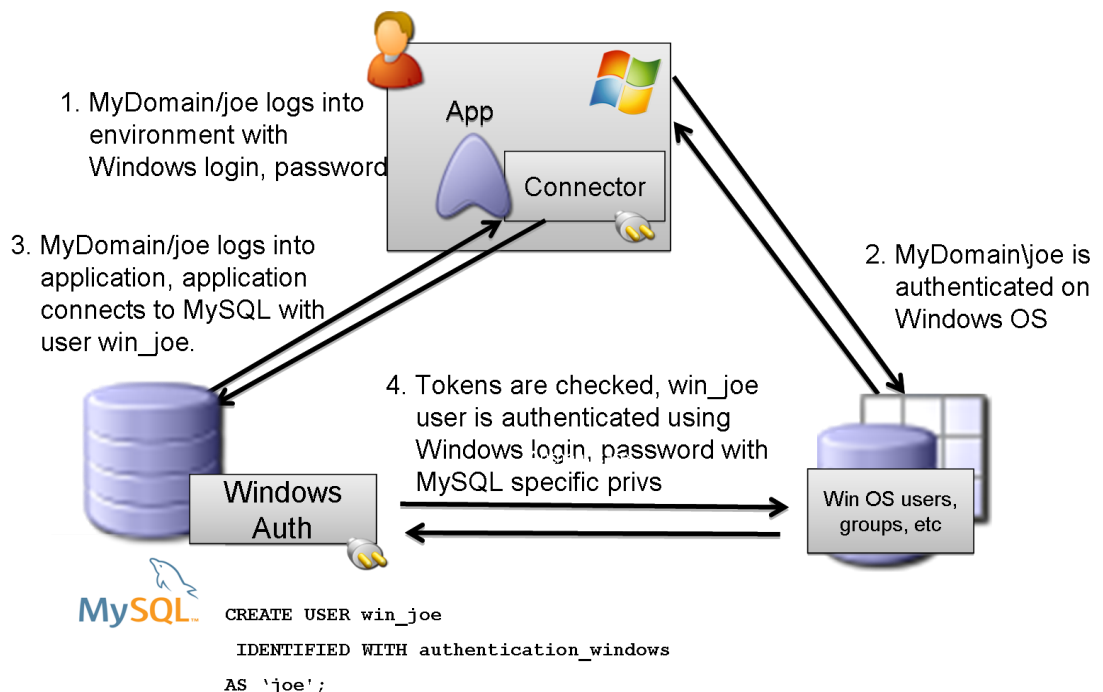 1. MyDomain/joe logs into
environment with
Windows login, password
App
Connector
3. MyDomain/joe logs into
application, application
connects to MySQL with
user win_joe.
2. MyDomain\joe is
authenticated on
Windows OS
4. Tokens are checked, win_joe
user is authenticated using
Windows login, password with
MySQL specific privs
Windows
Auth
Win OS users,
groups, etc
MySQL™
CREATE USER win_joe
IDENTIFIED WITH authentication_windows
AS `joe';